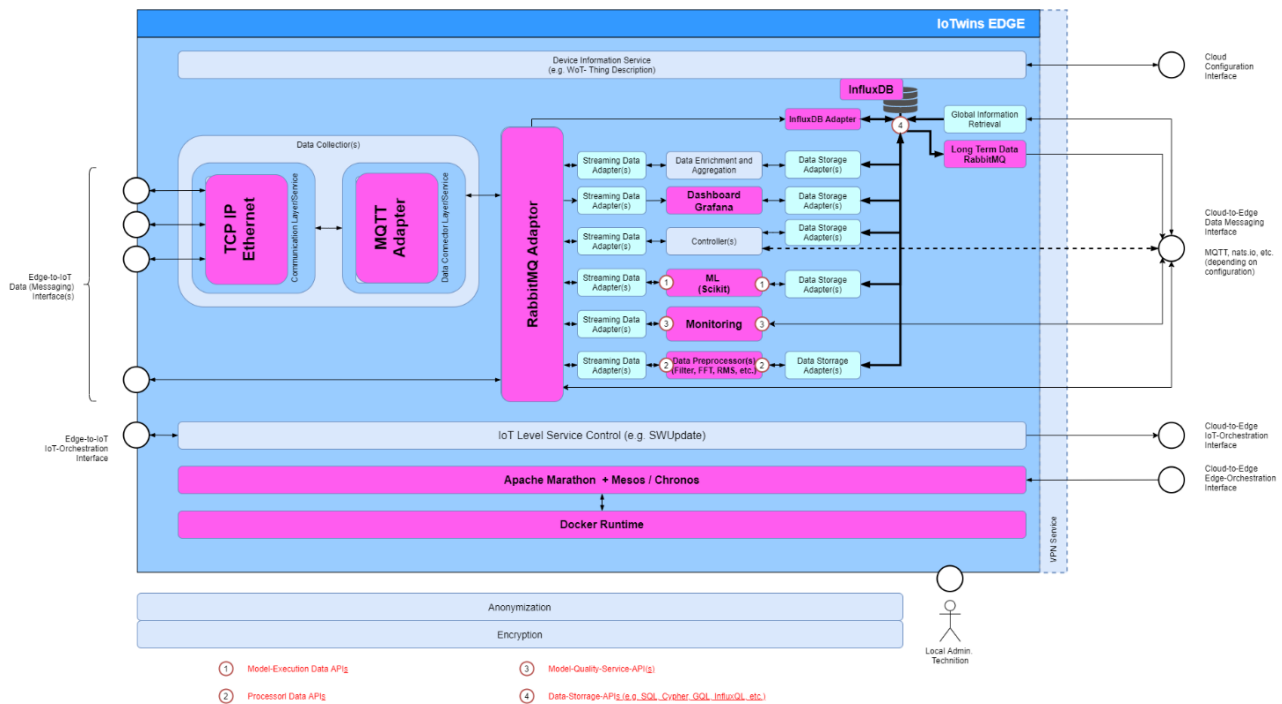 IoTwins EDGE
Device Information Service
(e.g. WoT- Thing Description)
Cloud
Configuration
Interface
InfluxDB
InfluxDB Adapter
4
Global Information
Retrieval
Long Term Data
RabbitMQ
Data Collectior(s)
TCP IP
Ethernet
Communication Layer/Service
MQTT
Adapter
Data Connector Layer/Service
RabbitMQ Adaptor
Streaming Data
Adapter(s)
Data Enrichment and
Aggregation
Data Storage
Adapter(s)
Streaming Data
Adapter(s)
Dashboard
Grafana
Data Storage
Adapter(s)
Streaming Data
Adapter(s)
Controller(s)
Data Storage
Adapter(s)
Streaming Data
Adapter(s)
1
ML
(Scikit)
1
Data Storage
Adapter(s)
Streaming Data
Adapter(s)
3
Monitoring
3
Streaming Data
Adapter(s)
2
Data Preprocessor(s)
(Filter, FFT, RMS, etc.)
2
Data Storrage
Adapter(s)
Edge-to-IoT
Data (Messaging)
Interface(s)
Cloud-to-Edge
Data Messaging
Interface
MQTT, nats.io, etc.
(depending on
configuration)
Edge-to-IoT
IoT-Orchestration
Interface
IoT Level Service Control (e.g. SWUpdate)
Cloud-to-Edge
IoT-Orchestration
Interface
Apache Marathon + Mesos / Chronos
Cloud-to-Edge
Edge-Orchestration
Interface
Docker Runtime
VPN Service
Anonymization
Encryption
Local Admin.
Technition
1 Model-Execution Data APIs
3 Model-Quality-Service-API(s)
2 Processorl Data APIs
4 Data-Storrage-APIs (e.g. SQL, Cypher, GQL, InfluxQL, etc.)